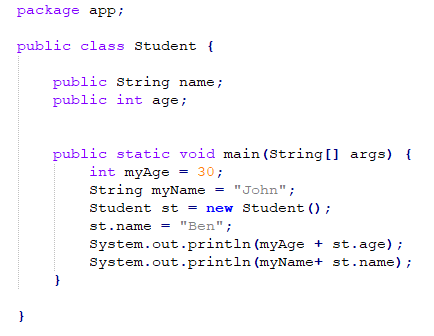 package app;
public class Student {
public String name;
public int age;
public static void main(String[] args) {
int myAge = 30;
String myName = "John";
Student st = new Student();
st.name = "Ben";
System.out.println(myAge + st.age);
System.out.println(myName+ st.name);
}
}